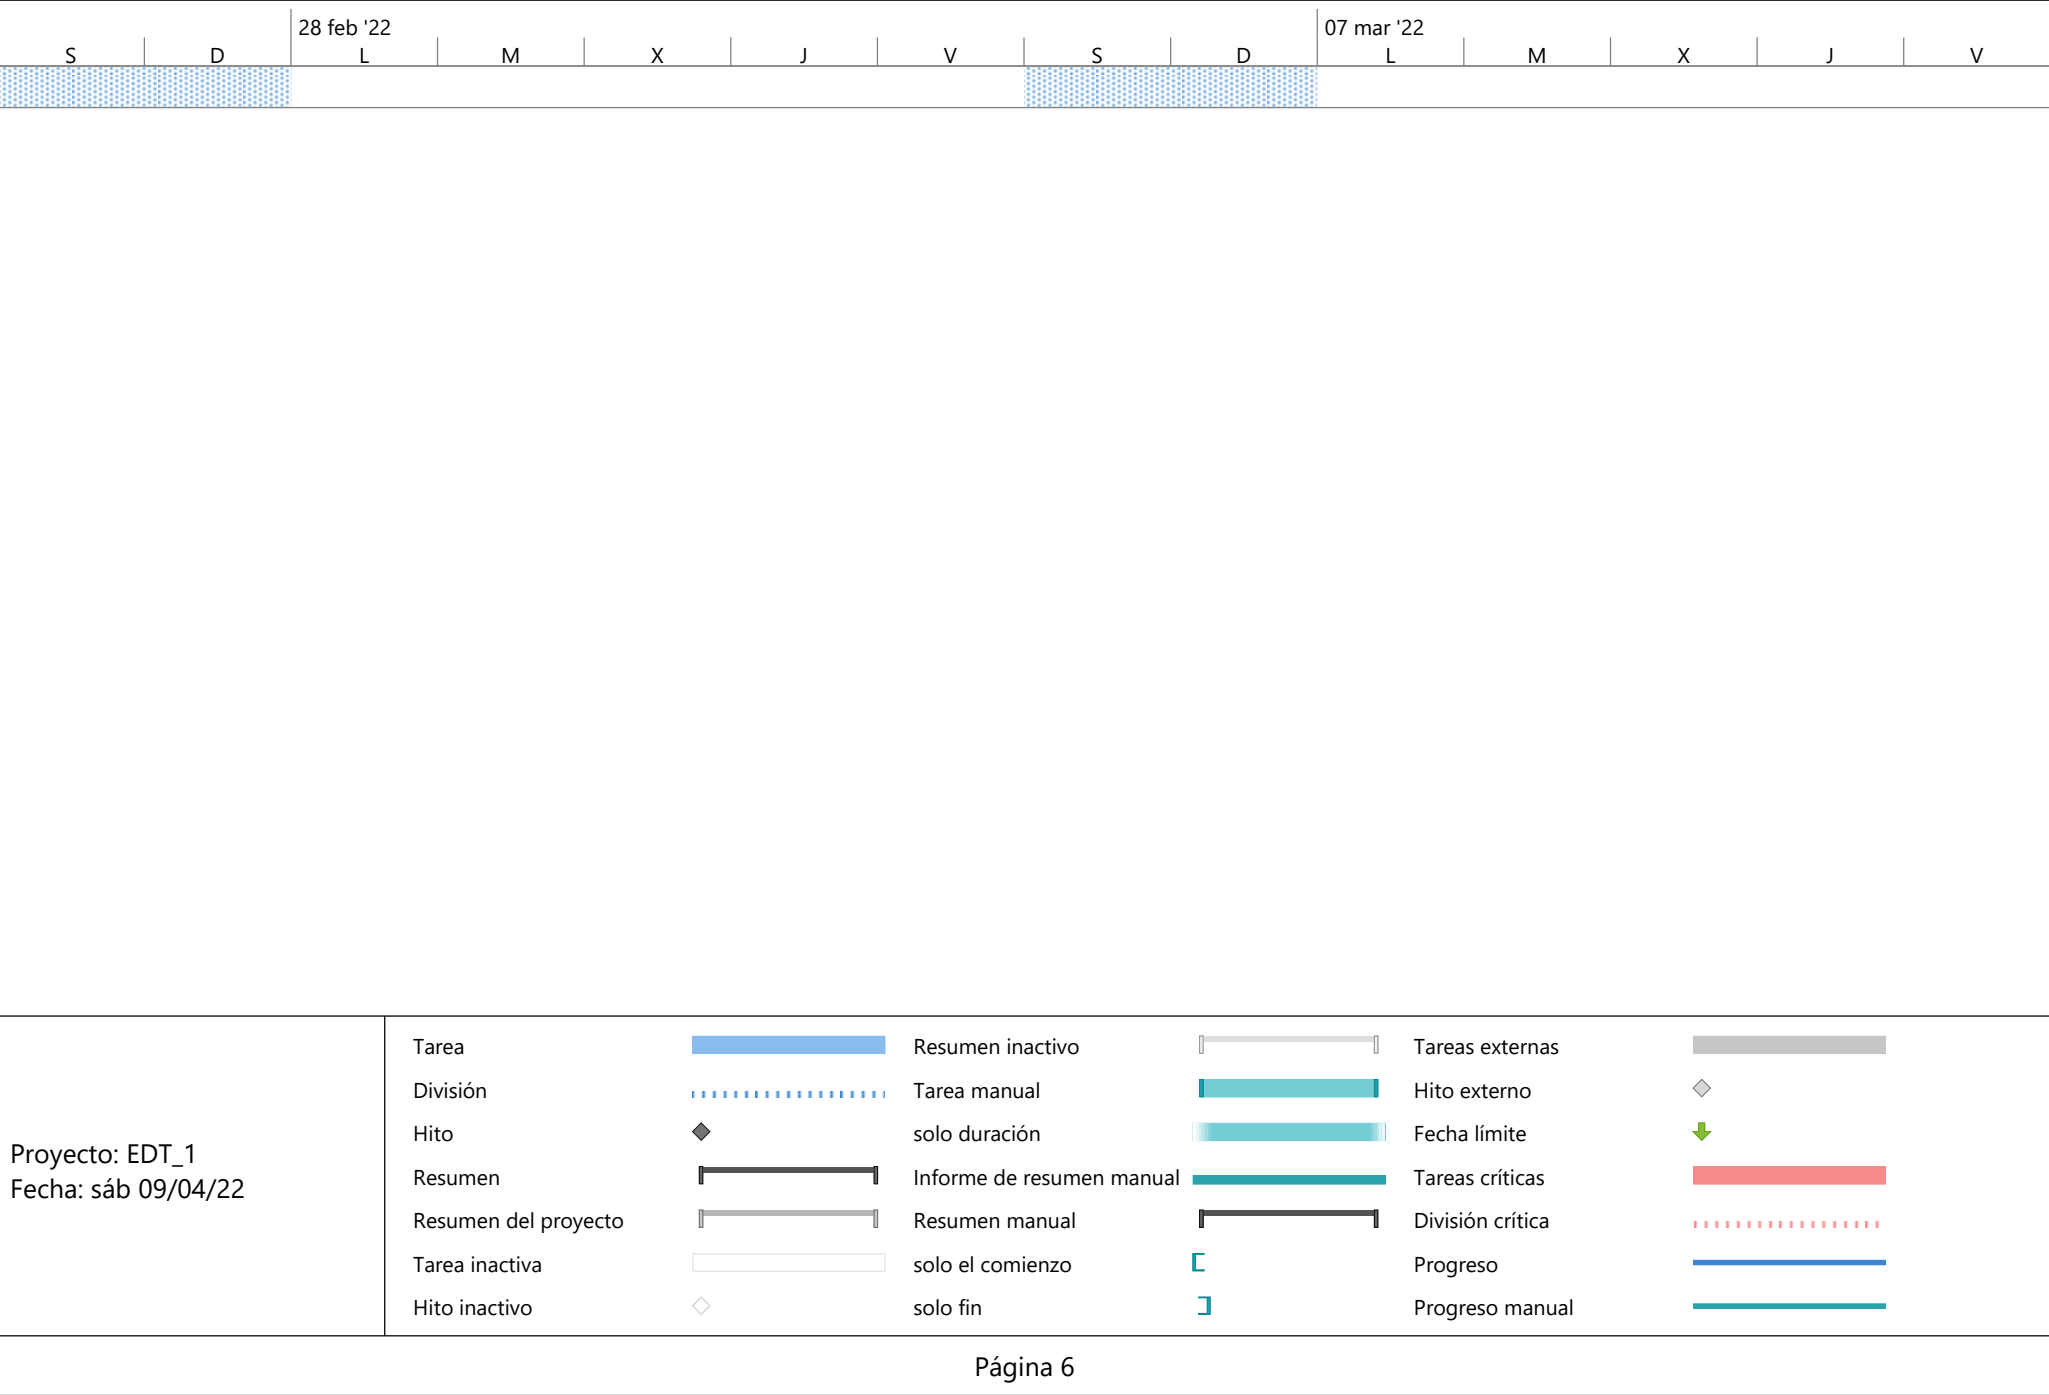 28 feb '22 07 mar '22
S D L M X J V S D L M X J V
Proyecto: EDT_1
Fecha: sáb 09/04/22
Tarea
División
Hito
Resumen
Resumen del proyecto
Tarea inactiva
Hito inactivo
Resumen inactivo
Tarea manual
solo duración
Informe de resumen manual
Resumen manual
solo el comienzo
solo fin
Tareas externas
Hito externo
Fecha límite
Tareas críticas
División crítica
Progreso
Progreso manual
Página 6